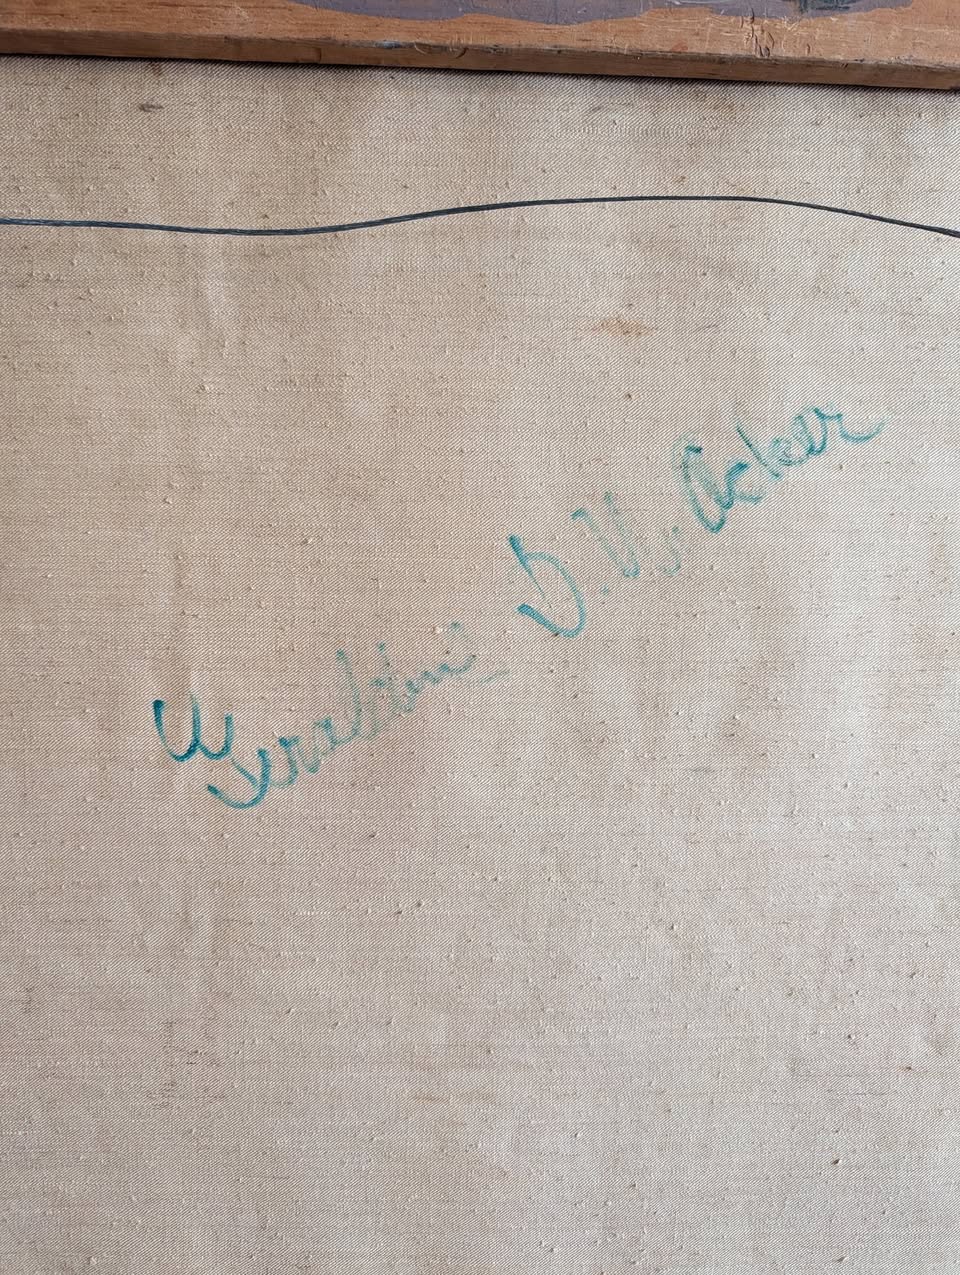 Geraldine D. W. Acker